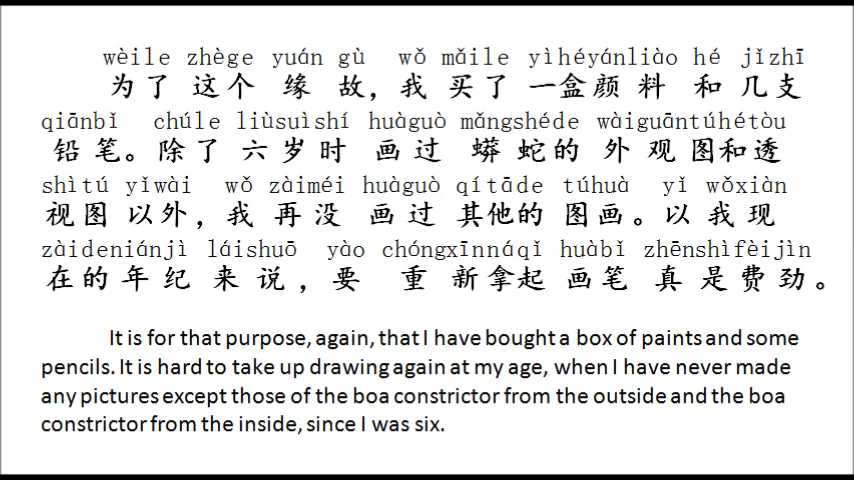 wèile zhège yuán gù wǒ mǎile yìhéyánliào hé jǐzhī
为了这个缘故，我买了一盒颜料和几支
qiānbǐ chúle liùsuìshí huàguò mǎngshéde wàiguāntúhétòu
铅笔。除了六岁时画过蟒蛇的外观图和透
shìtú yǐwài wǒ zàiméi huàguò qítāde túhuà yǐ wǒxiàn
视图以外，我再没画过其他的图画。以我现
zàideniánjì láishuō yào chóngxīnnáqǐ huàbǐ zhēnshìfèijìn
在的年纪来说，要重新拿起画笔真是费劲。
It is for that purpose, again, that I have bought a box of paints and some
pencils. It is hard to take up drawing again at my age, when I have never made
any pictures except those of the boa constrictor from the outside and the boa
constrictor from the inside, since I was six.